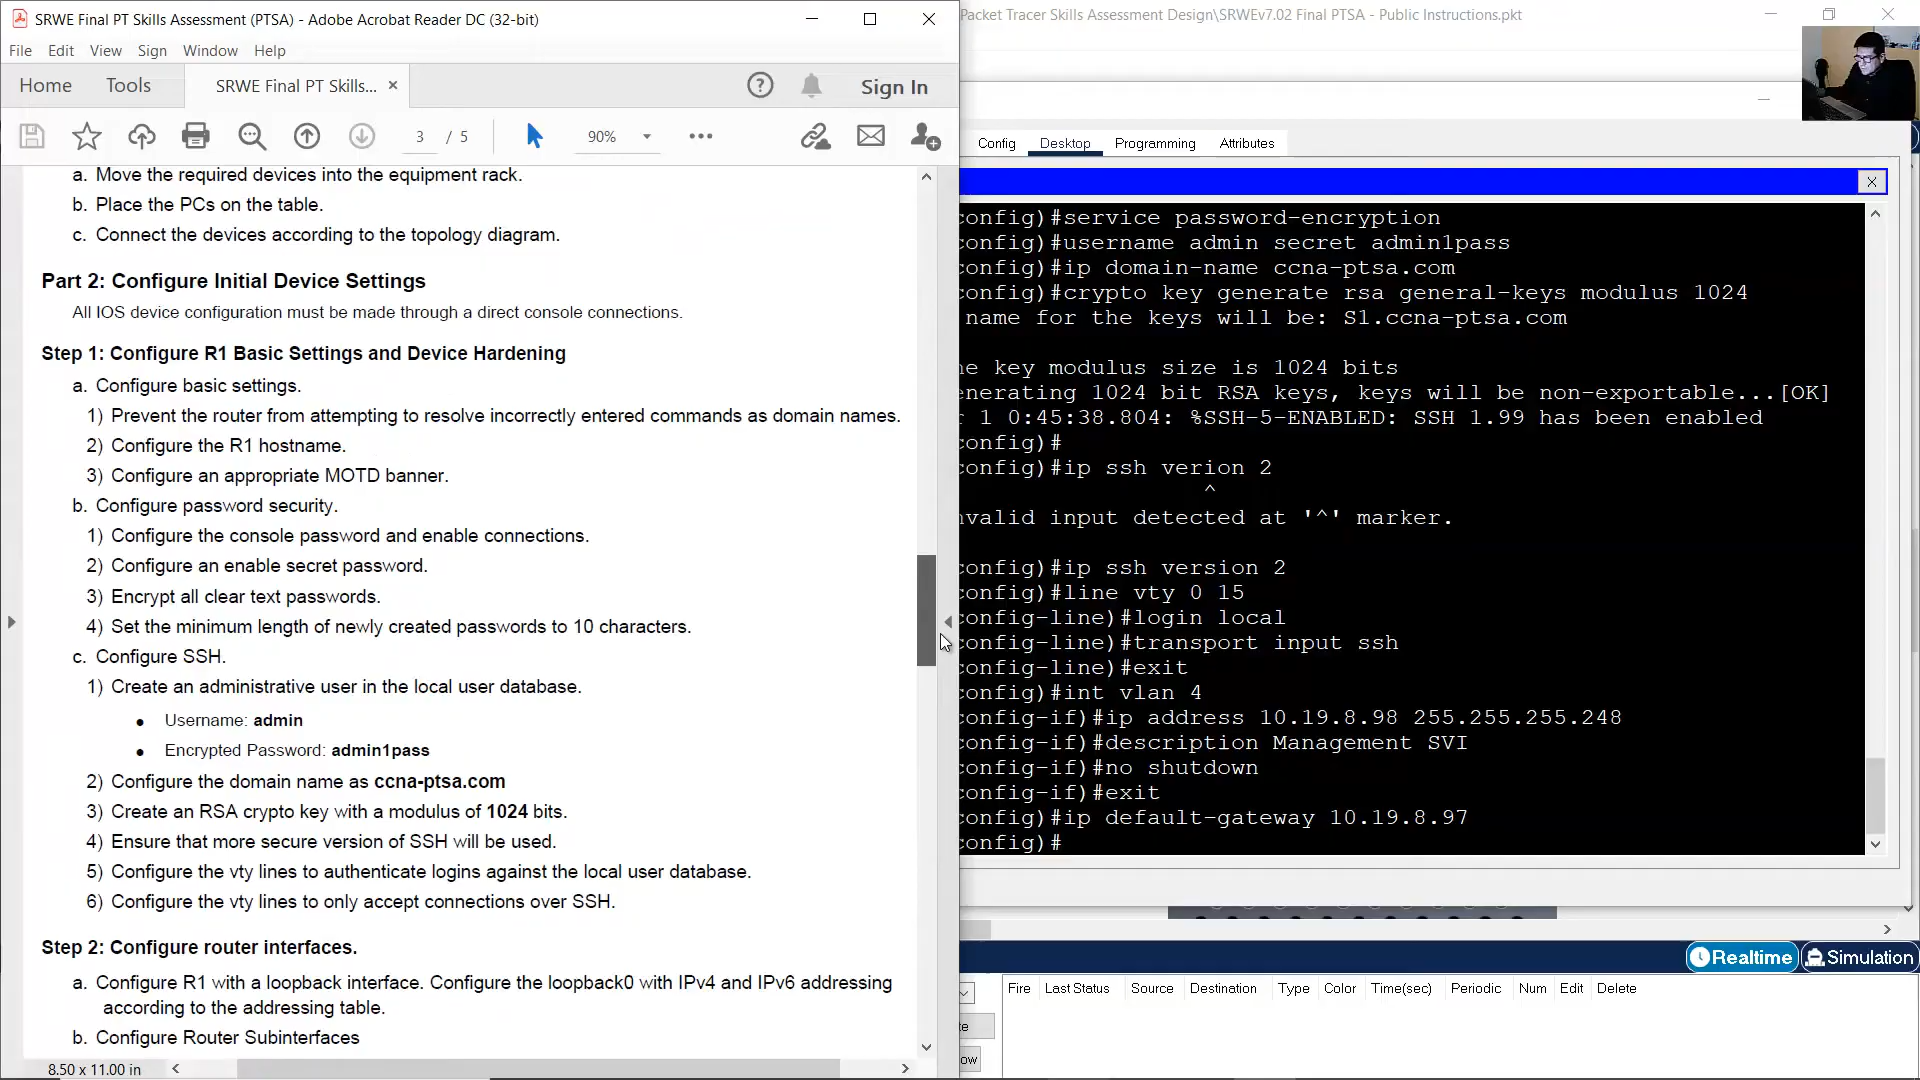 SRWE Final PT Skills Assessment (PTSA) - Adobe Acrobat Reader DC (32-bit)
Packet Tracer Skills Assessment Design\SRWEv7.02 Final PTSA - Public Instructions.pkt
File Edit View Sign Window Help
Home Tools SRWE Final PT Skills... × Sign In
3 / 5 90%
a. Move the required devices into the equipment rack.
b. Place the PCs on the table.
c. Connect the devices according to the topology diagram.
Part 2: Configure Initial Device Settings
All IOS device configuration must be made through a direct console connections.
Step 1: Configure R1 Basic Settings and Device Hardening
a. Configure basic settings.
1) Prevent the router from attempting to resolve incorrectly entered commands as domain names.
2) Configure the R1 hostname.
3) Configure an appropriate MOTD banner.
b. Configure password security.
1) Configure the console password and enable connections.
2) Configure an enable secret password.
3) Encrypt all clear text passwords.
4) Set the minimum length of newly created passwords to 10 characters.
c. Configure SSH.
1) Create an administrative user in the local user database.
• Username: admin
• Encrypted Password: admin1pass
2) Configure the domain name as ccna-ptsa.com
3) Create an RSA crypto key with a modulus of 1024 bits.
4) Ensure that more secure version of SSH will be used.
5) Configure the vty lines to authenticate logins against the local user database.
6) Configure the vty lines to only accept connections over SSH.
Step 2: Configure router interfaces.
a. Configure R1 with a loopback interface. Configure the loopback0 with IPv4 and IPv6 addressing
according to the addressing table.
b. Configure Router Subinterfaces
8.50 x 11.00 in
Config Desktop Programming Attributes
X
config)#service password-encryption
config)#username admin secret admin1pass
config)#ip domain-name ccna-ptsa.com
config)#crypto key generate rsa general-keys modulus 1024
name for the keys will be: S1.ccna-ptsa.com
e key modulus size is 1024 bits
enerating 1024 bit RSA keys, keys will be non-exportable...[OK]
r 1 0:45:38.804: %SSH-5-ENABLED: SSH 1.99 has been enabled
config)#
config)#ip ssh verion 2
^
nvalid input detected at '^' marker.
config)#ip ssh version 2
config)#line vty 0 15
config-line)#login local
config-line)#transport input ssh
config-line)#exit
config)#int vlan 4
config-if)#ip address 10.19.8.98 255.255.255.248
config-if)#description Management SVI
config-if)#no shutdown
config-if)#exit
config)#ip default-gateway 10.19.8.97
config)#
Realtime Simulation
Fire Last Status Source Destination Type Color Time(sec) Periodic Num Edit Delete
te
ow